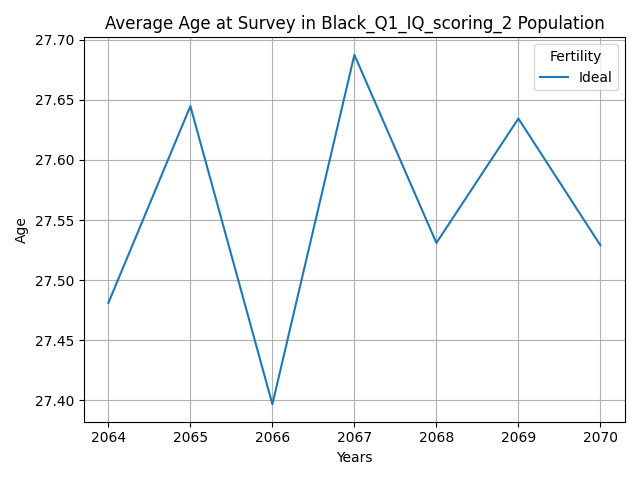 Average Age at Survey in Black_Q1_IQ_scoring_2 Population
27.70
27.65
27.60
27.55
27.50
27.45
27.40
Age
Fertility
Ideal
2064 2065 2066 2067 2068 2069 2070
Years